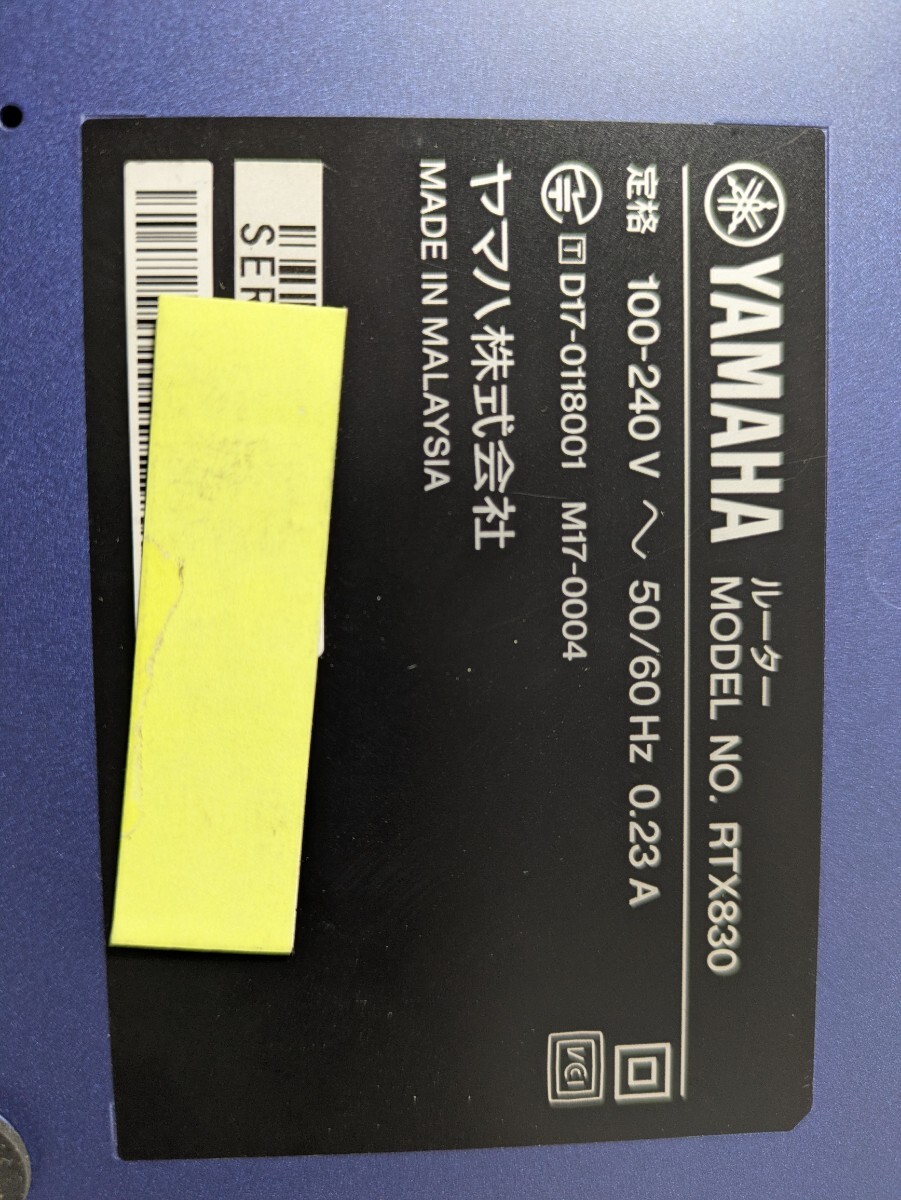 YAMAHA
ルーター
MODEL NO. RTX830
定格 100-240 V ～ 50/60 Hz 0.23 A
T D17-0118001 M17-0004
VCI
ヤマハ株式会社
MADE IN MALAYSIA
SER